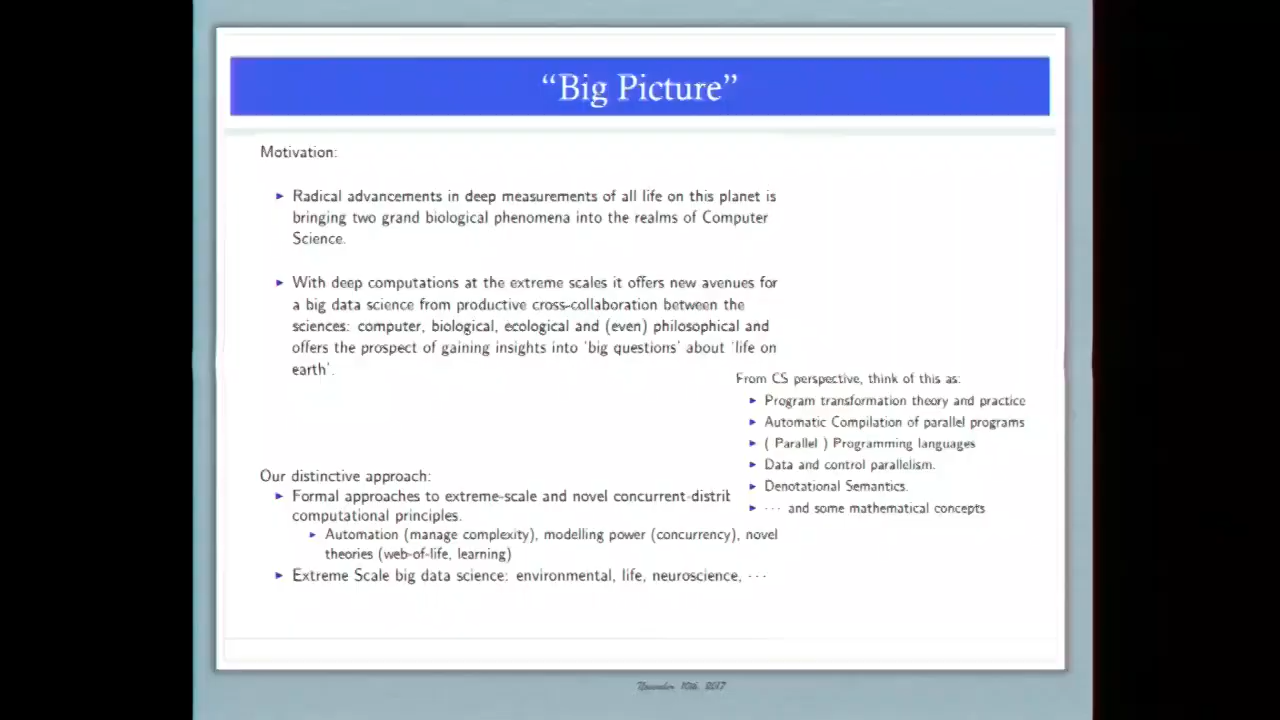 “Big Picture”
Motivation:
▸ Radical advancements in deep measurements of all life on this planet is
bringing two grand biological phenomena into the realms of Computer
Science.
▸ With deep computations at the extreme scales it offers new avenues for
a big data science from productive cross-collaboration between the
sciences: computer, biological, ecological and (even) philosophical and
offers the prospect of gaining insights into ‘big questions’ about ‘life on
earth’.
From CS perspective, think of this as:
▸ Program transformation theory and practice
▸ Automatic Compilation of parallel programs
▸ ( Parallel ) Programming languages
▸ Data and control parallelism.
▸ Denotational Semantics.
▸ · · · and some mathematical concepts
Our distinctive approach:
▸ Formal approaches to extreme-scale and novel concurrent-distrib
computational principles.
▸ Automation (manage complexity), modelling power (concurrency), novel
theories (web-of-life, learning)
▸ Extreme Scale big data science: environmental, life, neuroscience, · · ·
November 10th, 2017